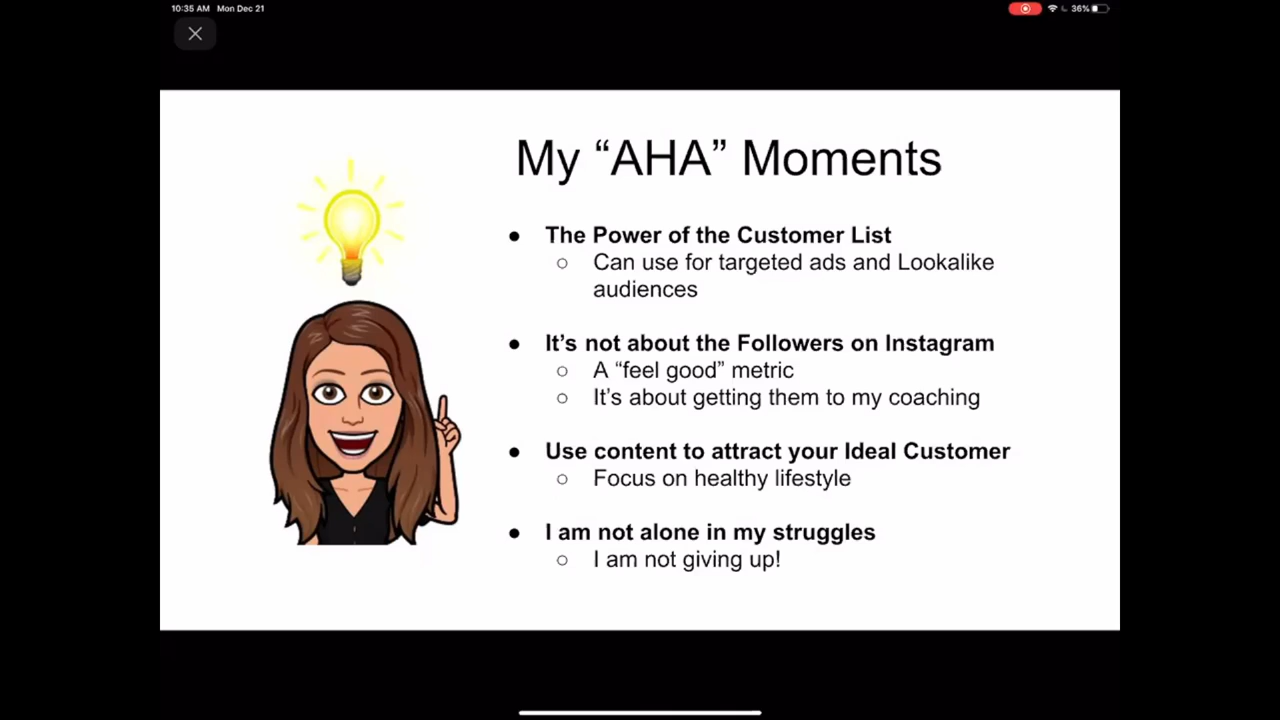 10:35 AM Mon Dec 21
36%
My “AHA” Moments
● The Power of the Customer List
○ Can use for targeted ads and Lookalike
audiences
● It’s not about the Followers on Instagram
○ A “feel good” metric
○ It’s about getting them to my coaching
● Use content to attract your Ideal Customer
○ Focus on healthy lifestyle
● I am not alone in my struggles
○ I am not giving up!